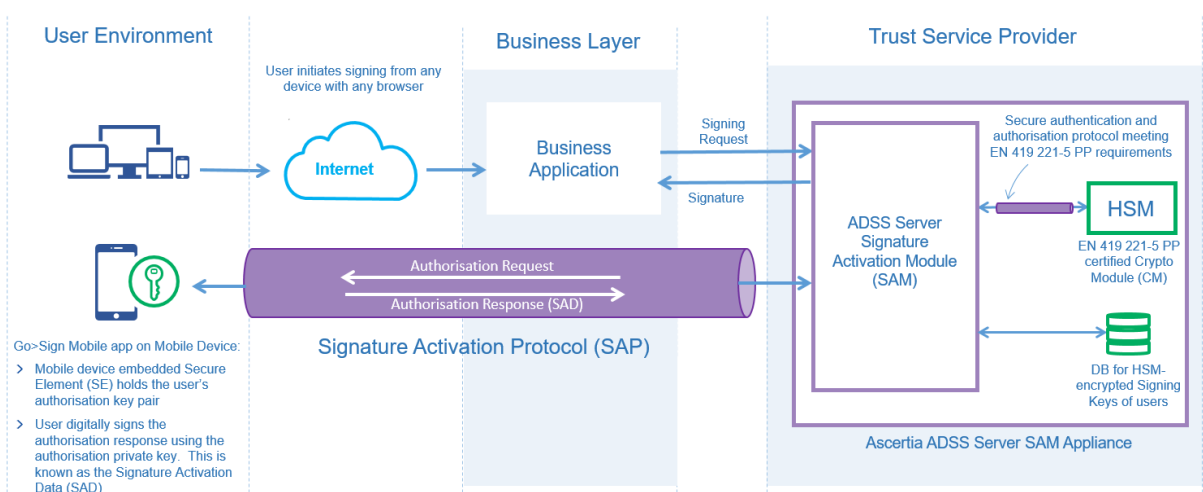 User Environment
Business Layer
Trust Service Provider
User initiates signing from any
device with any browser
Internet
Business
Application
Signing
Request
Signature
Secure authentication and
authorisation protocol meeting
EN 419 221-5 PP requirements
ADSS Server
Signature
Activation Module
(SAM)
HSM
EN 419 221-5 PP
certified Crypto
Module (CM)
DB for HSM-
encrypted Signing
Keys of users
Ascertia ADSS Server SAM Appliance
Authorisation Request
Authorisation Response (SAD)
Signature Activation Protocol (SAP)
Go>Sign Mobile app on Mobile Device:
> Mobile device embedded Secure
Element (SE) holds the user's
authorisation key pair
> User digitally signs the
authorisation response using the
authorisation private key. This is
known as the Signature Activation
Data (SAD)